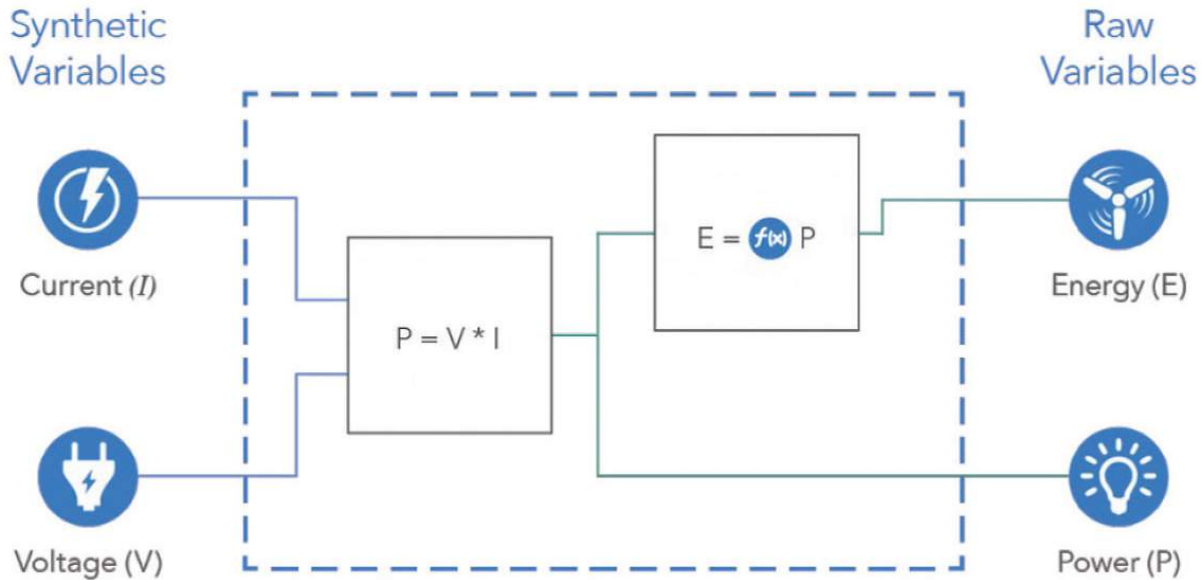 Synthetic
Variables
Raw
Variables
Current (I)
E = f(x) P
Energy (E)
P = V * I
Voltage (V)
Power (P)